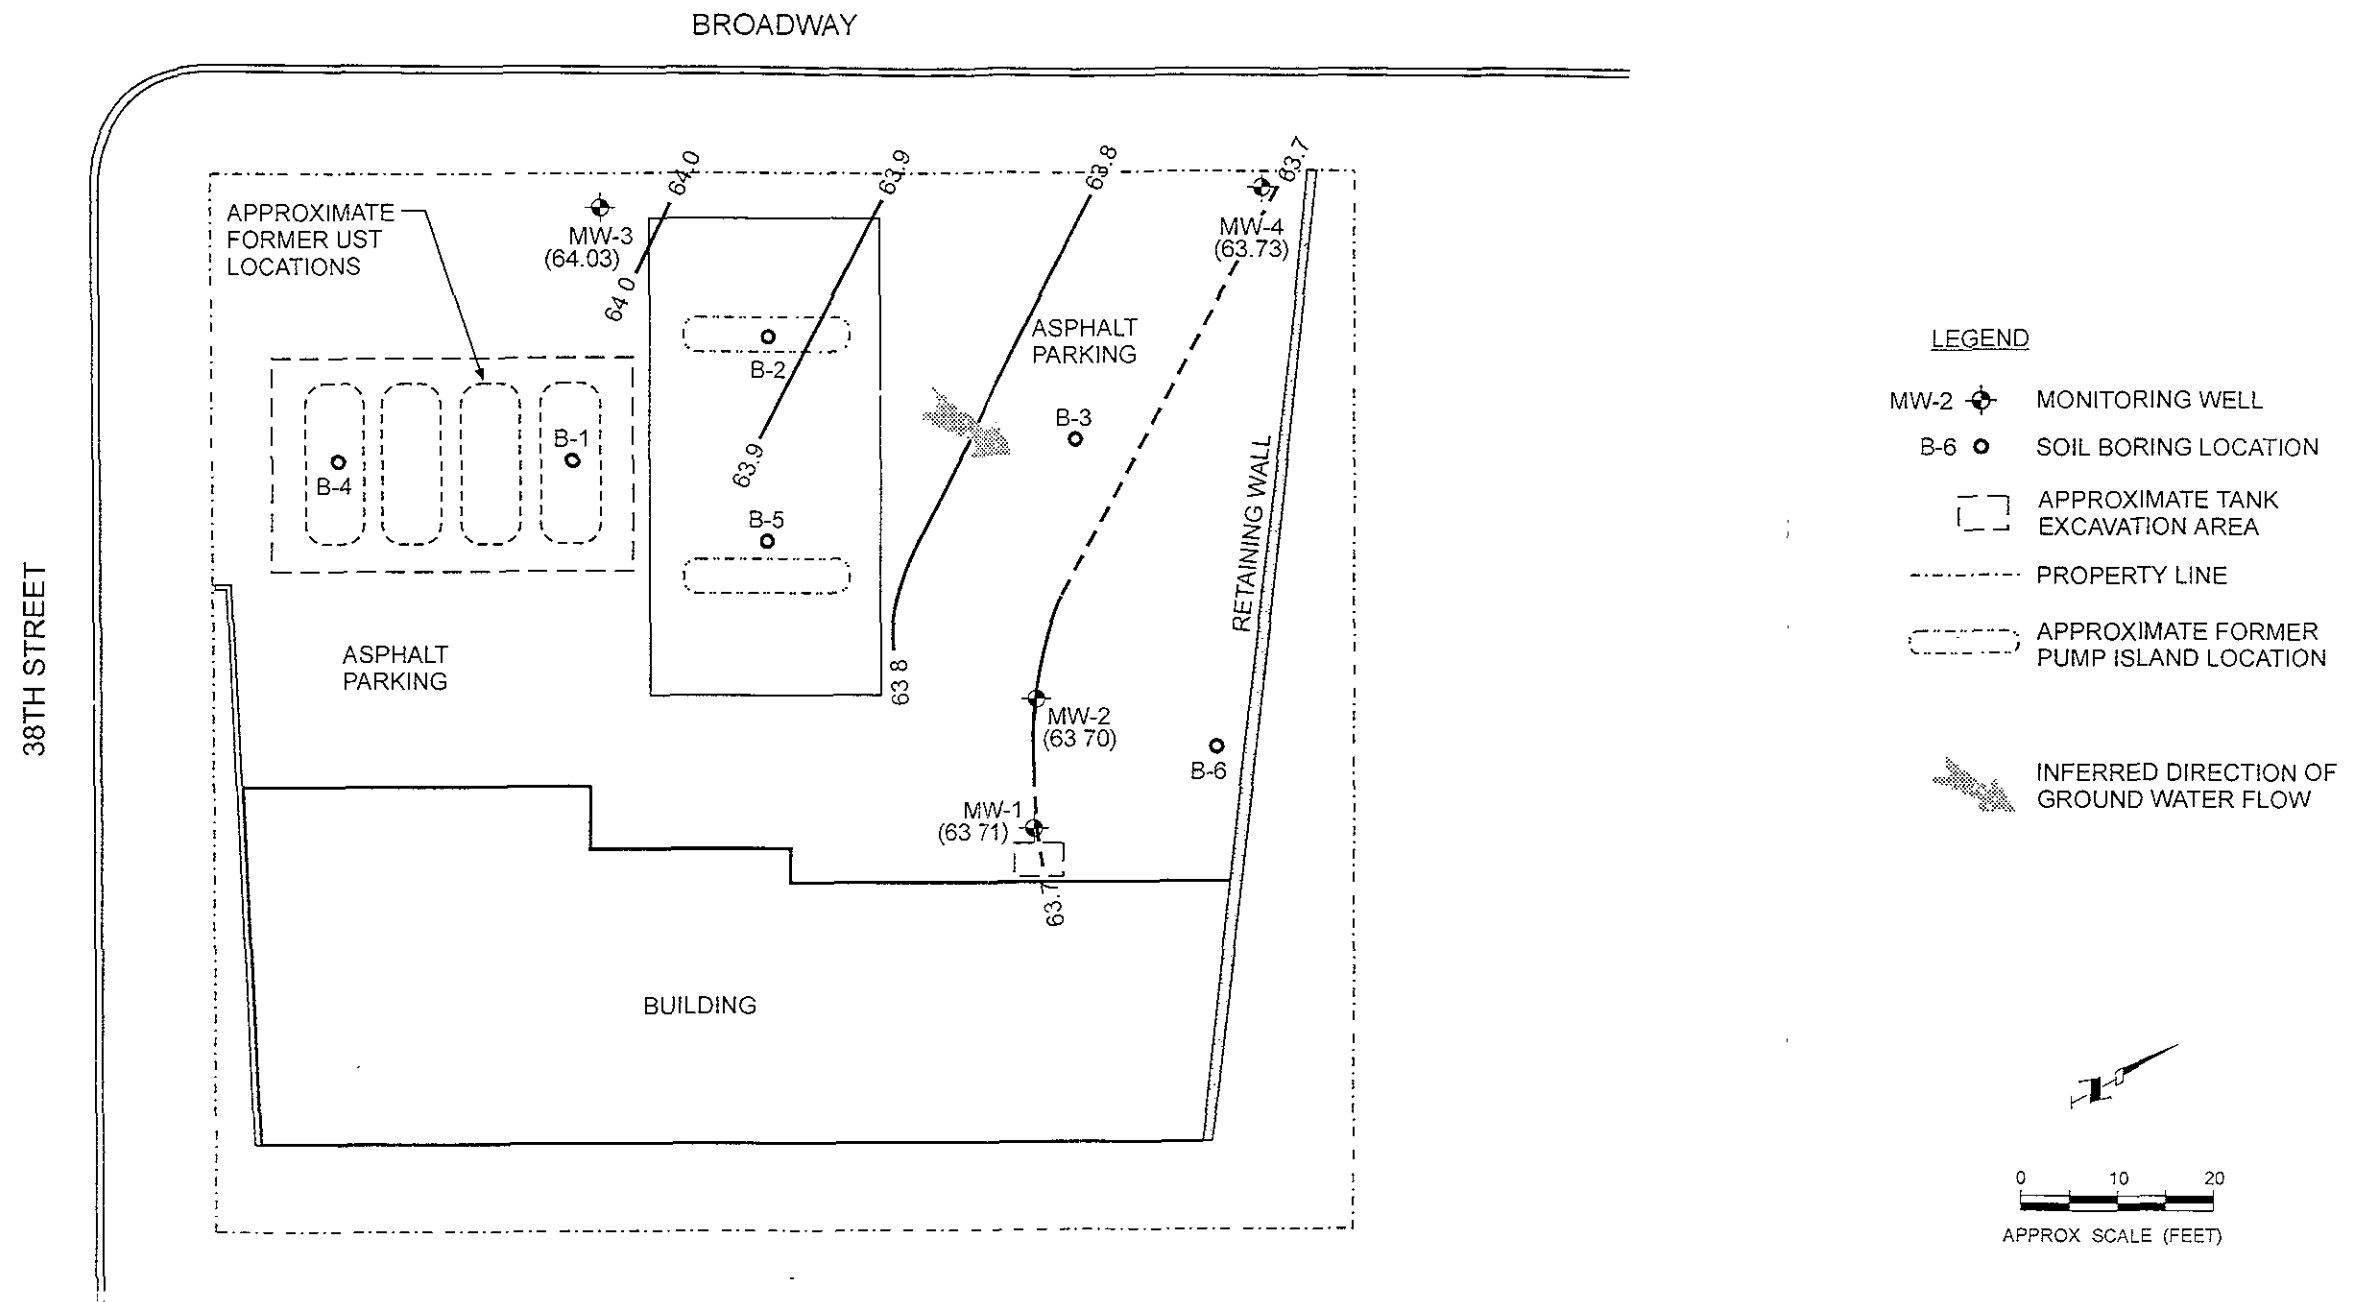 BROADWAY
64.0
63.9
63.8
63.7
APPROXIMATE
FORMER UST
LOCATIONS
MW-3
(64.03)
64 0
MW-4
(63.73)
ASPHALT
PARKING
B-2
B-3
63.9
B-1
B-4
B-5
RETAINING WALL
38TH STREET
ASPHALT
PARKING
63 8
MW-2
(63 70)
B-6
MW-1
(63 71)
63.7
BUILDING
LEGEND
MW-2 MONITORING WELL
B-6 SOIL BORING LOCATION
APPROXIMATE TANK
EXCAVATION AREA
PROPERTY LINE
APPROXIMATE FORMER
PUMP ISLAND LOCATION
INFERRED DIRECTION OF
GROUND WATER FLOW
0 10 20
APPROX SCALE (FEET)